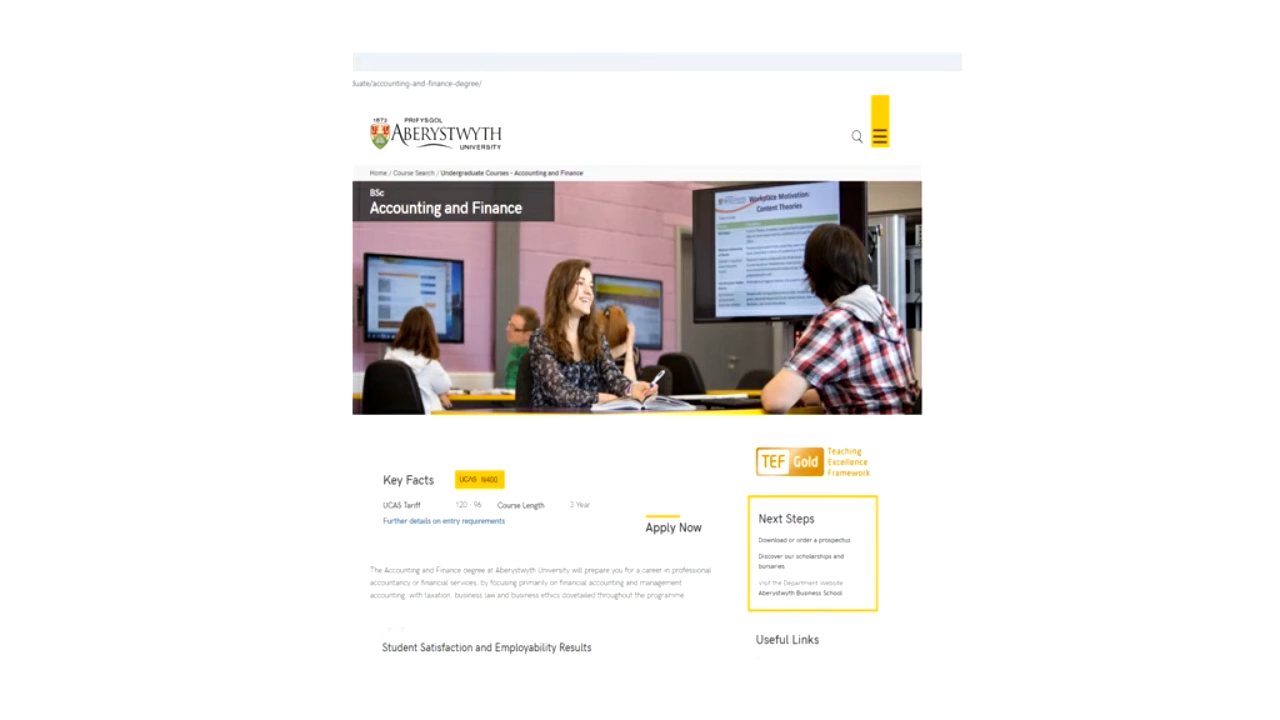 duate/accounting-and-finance-degree/
1872 PRIFYSGOL
ABERYSTWYTH
UNIVERSITY
Home / Course Search / Undergraduate Courses - Accounting and Finance
BSc
Accounting and Finance
Workplace Motivation:
Content Theories
TEF Gold Teaching
Excellence
Framework
Key Facts UCAS N400
UCAS Tariff 120 - 96 Course Length 3 Year
Further details on entry requirements
Apply Now
Next Steps
Download or order a prospectus
Discover our scholarships and
bursaries
Visit the Department Website
Aberystwyth Business School
The Accounting and Finance degree at Aberystwyth University will prepare you for a career in professional
accountancy or financial services, by focusing primarily on financial accounting and management
accounting, with taxation, business law and business ethics dovetailed throughout the programme.
Student Satisfaction and Employability Results
Useful Links